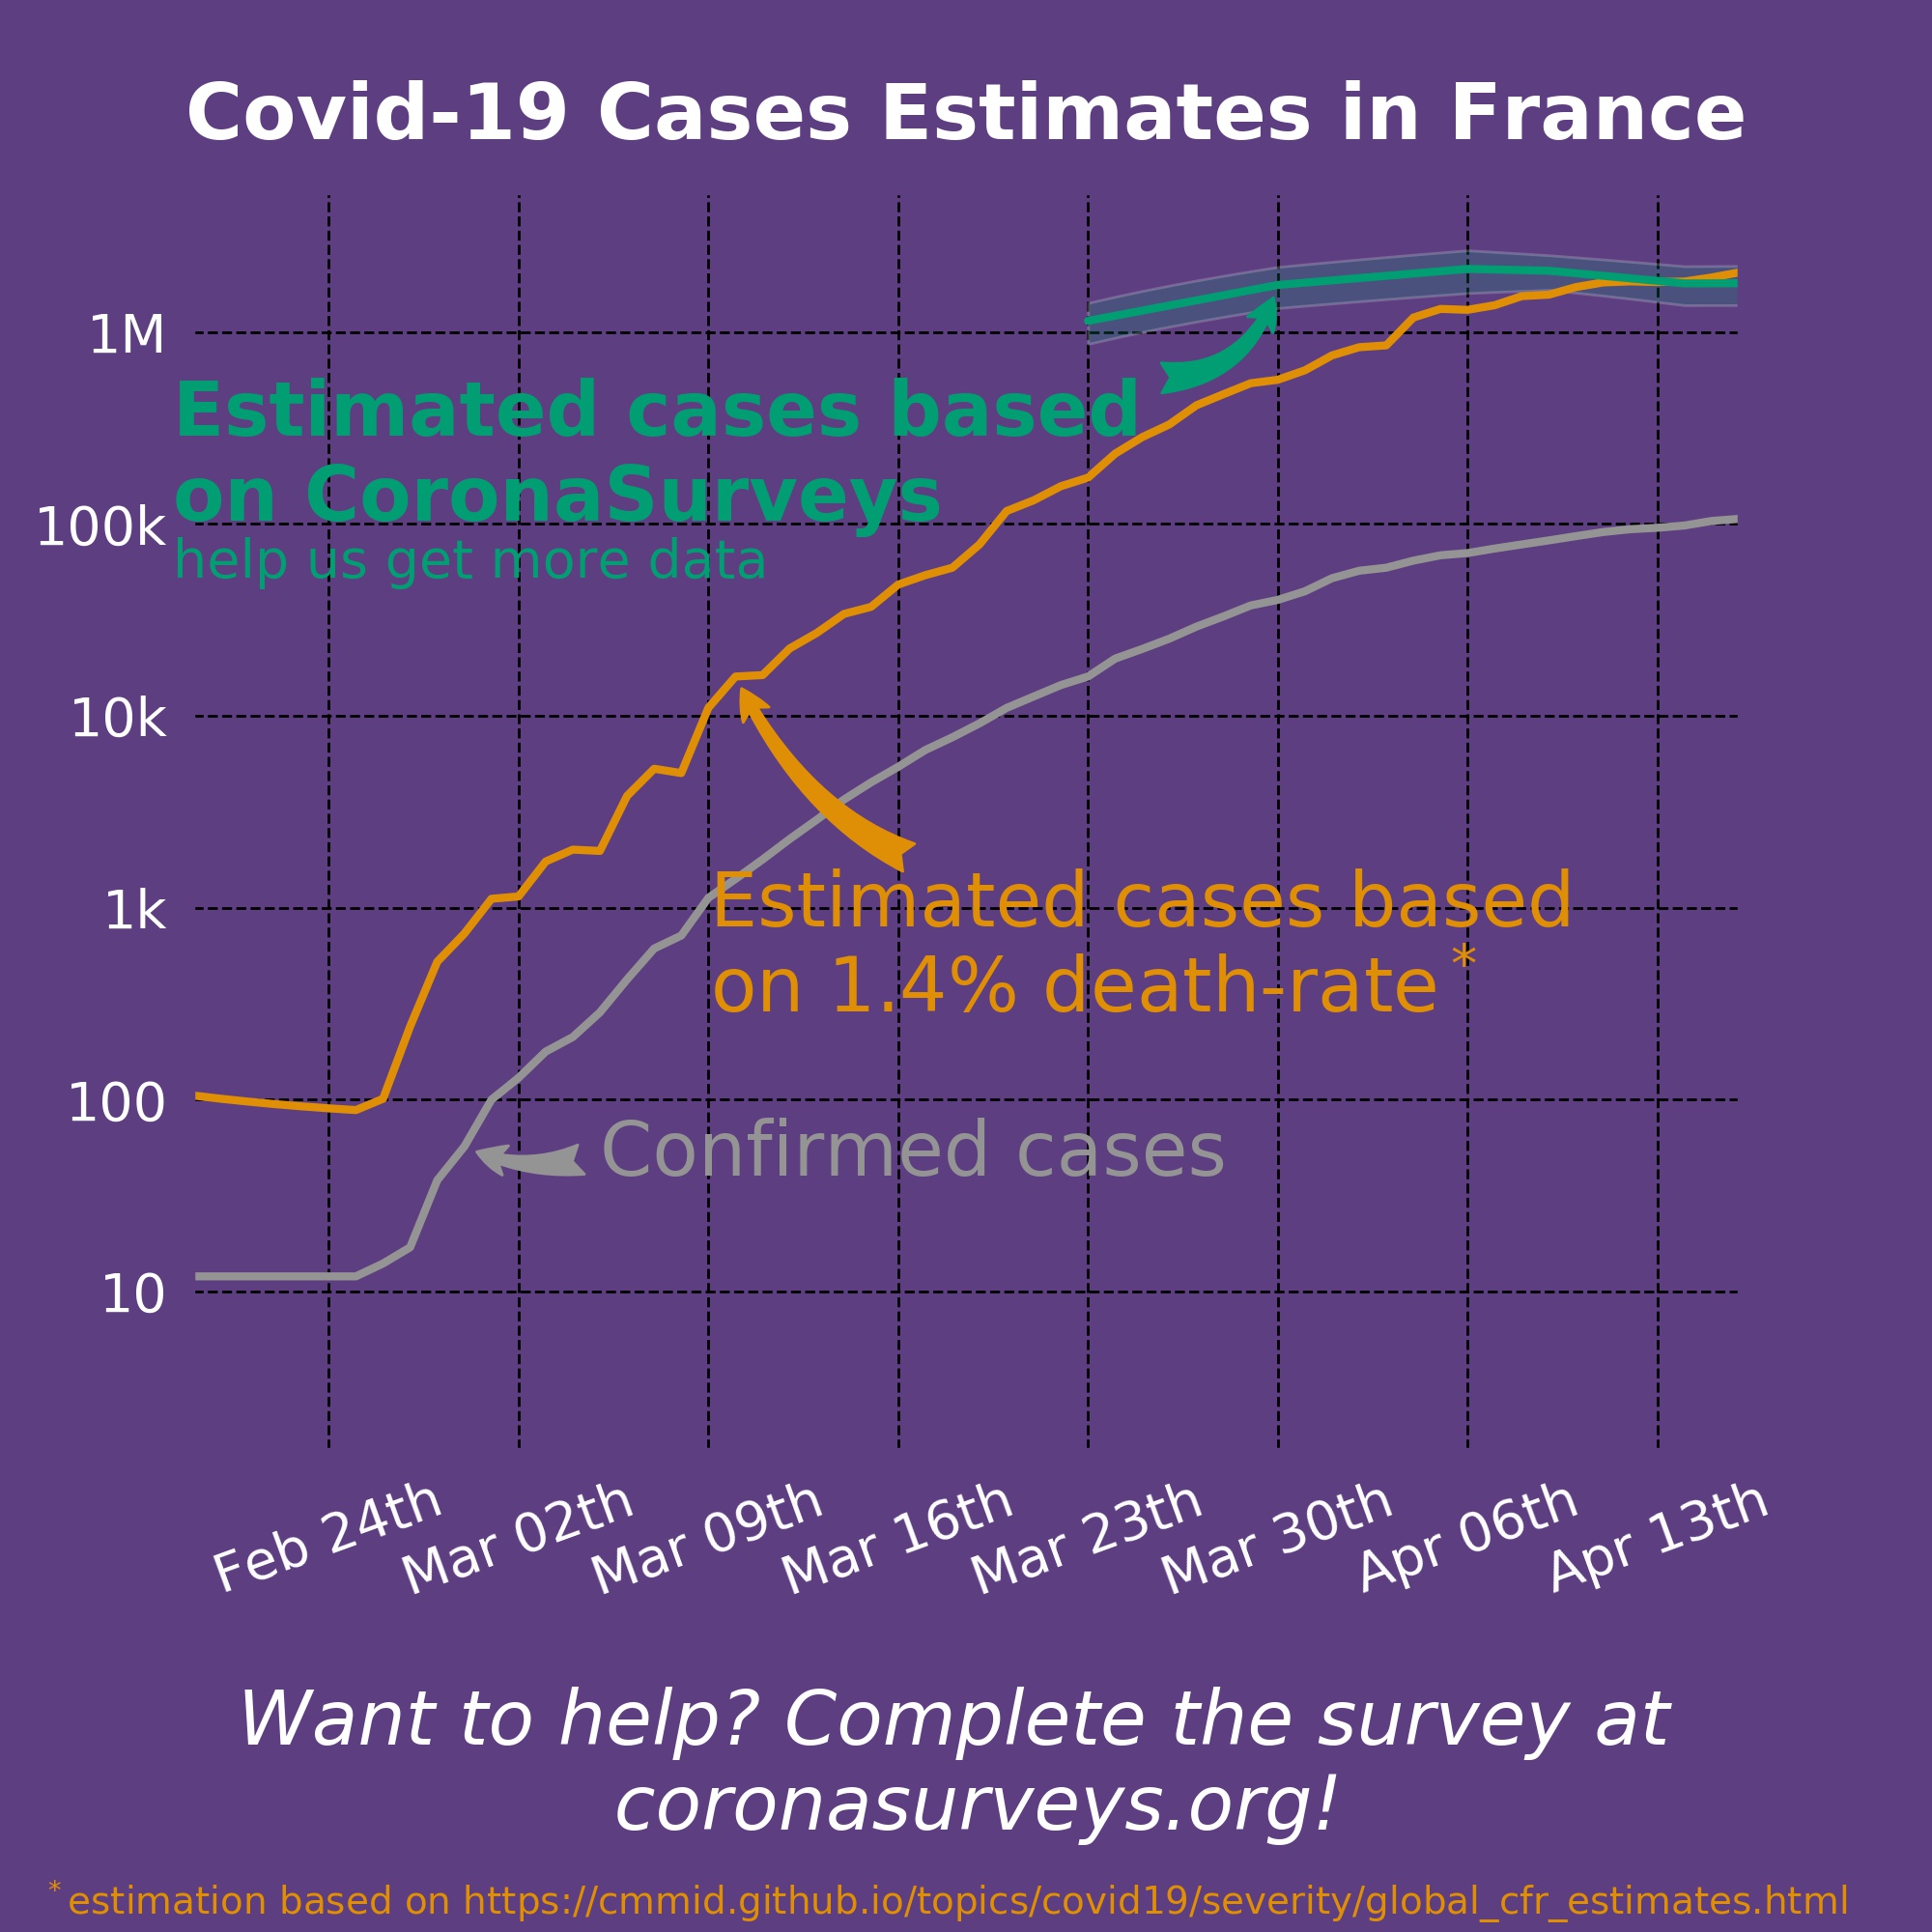 Covid-19 Cases Estimates in France
1M
100k
10k
1k
100
10
Estimated cases based
on CoronaSurveys
help us get more data
Estimated cases based
on 1.4% death-rate*
Confirmed cases
Feb 24th
Mar 02th
Mar 09th
Mar 16th
Mar 23th
Mar 30th
Apr 06th
Apr 13th
Want to help? Complete the survey at
coronasurveys.org!
*estimation based on https://cmmid.github.io/topics/covid19/severity/global_cfr_estimates.html